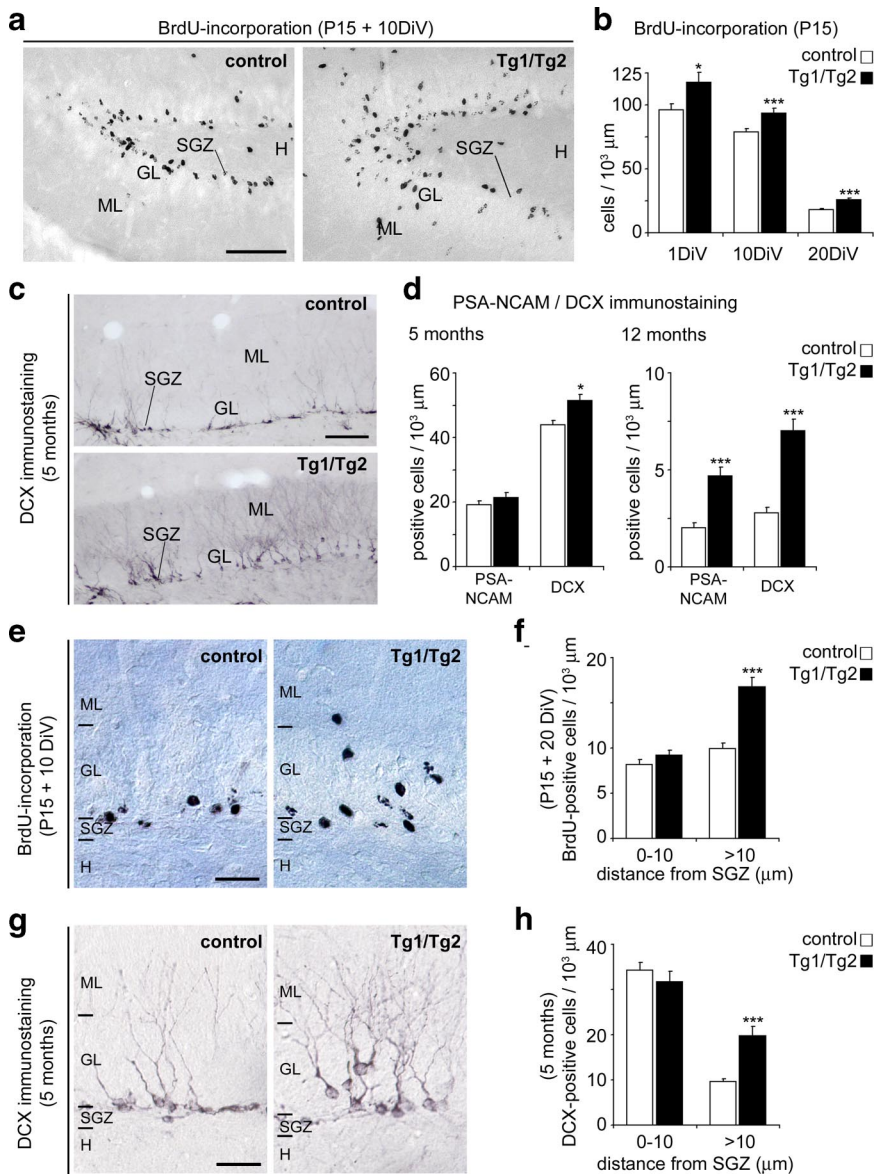 a
BrdU-incorporation (P15 + 10DiV)
control
SGZ
H
GL
ML
Tg1/Tg2
SGZ
H
GL
ML
b
BrdU-incorporation (P15)
control
Tg1/Tg2
cells / 10³ µm
125
100
75
50
25
0
*
***
***
1DiV
10DiV
20DiV
c
DCX immunostaining
(5 months)
control
ML
SGZ
GL
Tg1/Tg2
ML
SGZ
GL
d
PSA-NCAM / DCX immunostaining
5 months
positive cells / 10³ µm
60
40
20
0
*
PSA-
NCAM
DCX
12 months
control
Tg1/Tg2
positive cells / 10³ µm
10
7
5
2
0
***
***
PSA-
NCAM
DCX
e
BrdU-incorporation
(P15 + 10 DiV)
control
ML
GL
SGZ
H
Tg1/Tg2
f
control
Tg1/Tg2
(P15 + 20 DiV)
BrdU-positive cells / 10³ µm
20
15
10
5
0
***
0-10
>10
distance from SGZ (µm)
g
DCX immunostaining
(5 months)
control
ML
GL
SGZ
H
Tg1/Tg2
ML
GL
SGZ
H
h
control
Tg1/Tg2
(5 months)
DCX-positive cells / 10³ µm
40
30
20
10
0
***
0-10
>10
distance from SGZ (µm)